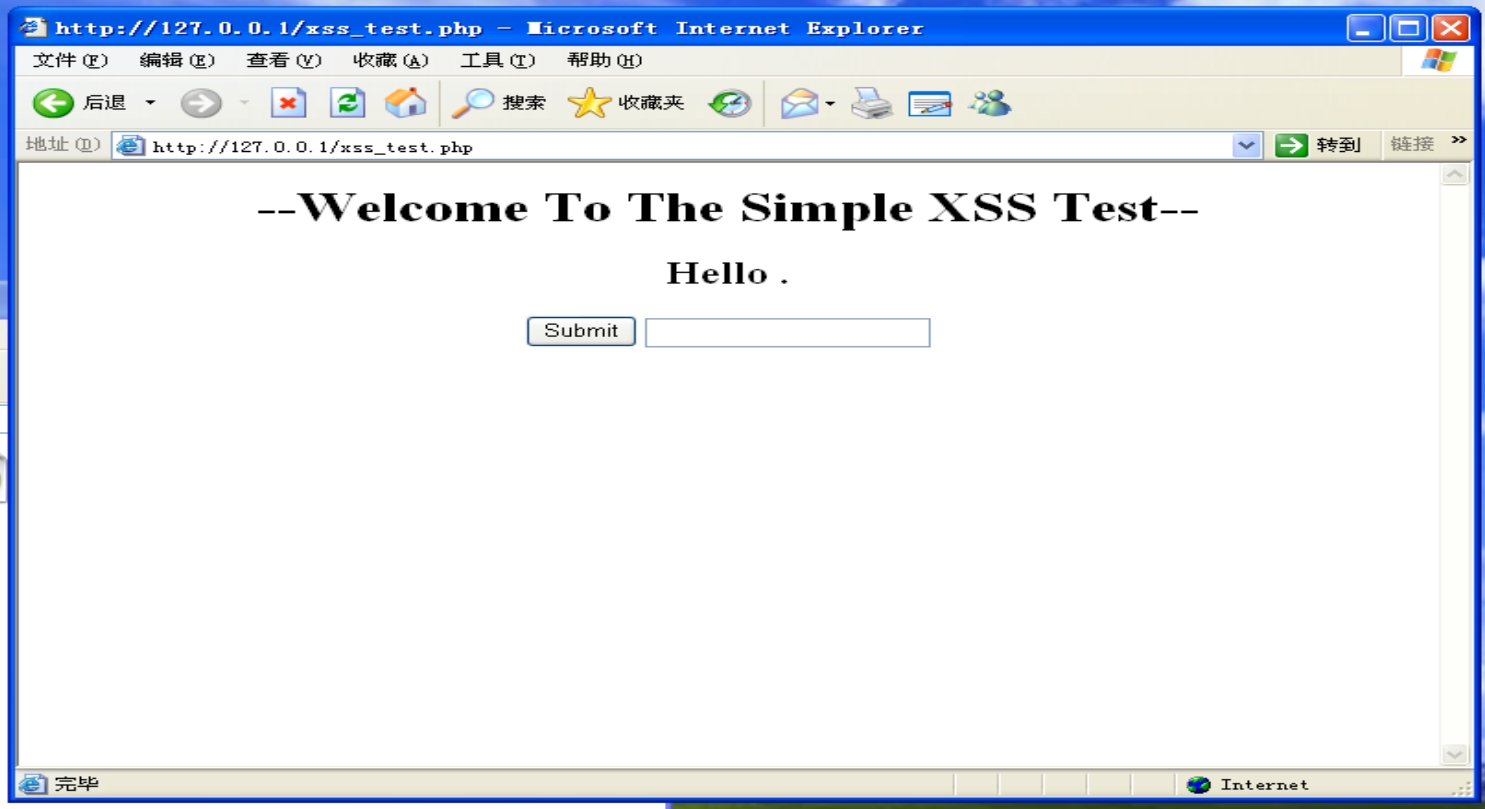 http://127.0.0.1/xss_test.php - Microsoft Internet Explorer
文件(F) 编辑(E) 查看(V) 收藏(A) 工具(T) 帮助(H)
后退 搜索 收藏夹
地址(D) http://127.0.0.1/xss_test.php 转到 链接 »
--Welcome To The Simple XSS Test--
Hello .
Submit
完毕 Internet